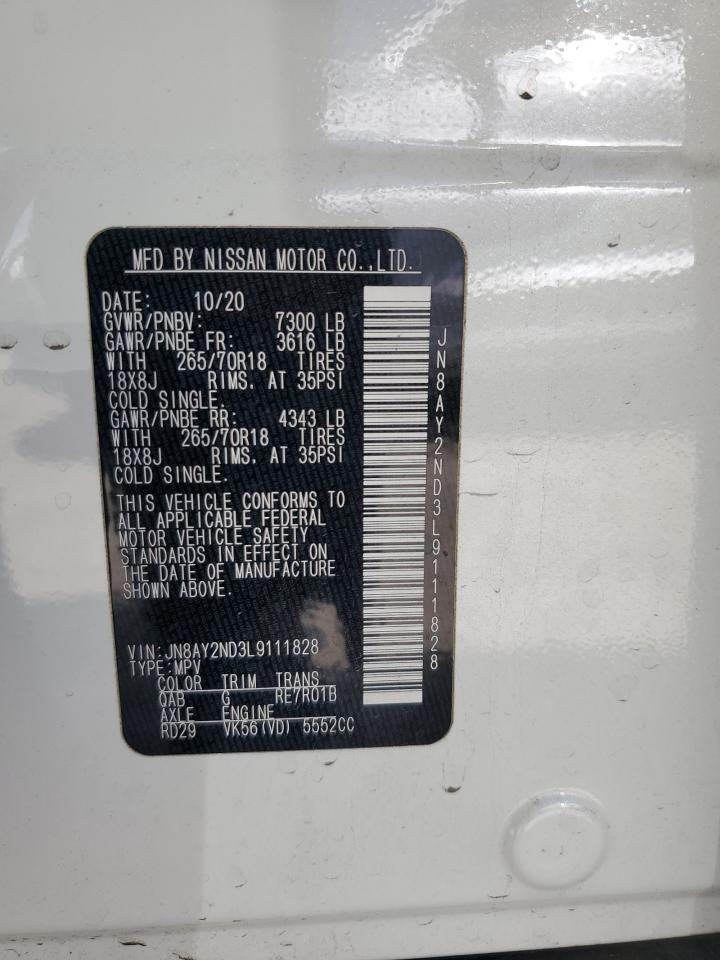 MFD BY NISSAN MOTOR CO.,LTD.
DATE: 10/20
GVWR/PNBV: 7300 LB
GAWR/PNBE FR: 3616 LB
WITH 265/70R18 TIRES
18X8J RIMS, AT 35PSI
COLD SINGLE.
GAWR/PNBE RR: 4343 LB
WITH 265/70R18 TIRES
18X8J RIMS, AT 35PSI
COLD SINGLE.
THIS VEHICLE CONFORMS TO
ALL APPLICABLE FEDERAL
MOTOR VEHICLE SAFETY
STANDARDS IN EFFECT ON
THE DATE OF MANUFACTURE
SHOWN ABOVE.
VIN:JN8AY2ND3L9111828
TYPE:MPV
COLOR TRIM TRANS
QAB G RE7R01B
AXLE ENGINE
RD29 VK56(VD) 5552CC
JN8AY2ND3L9111828